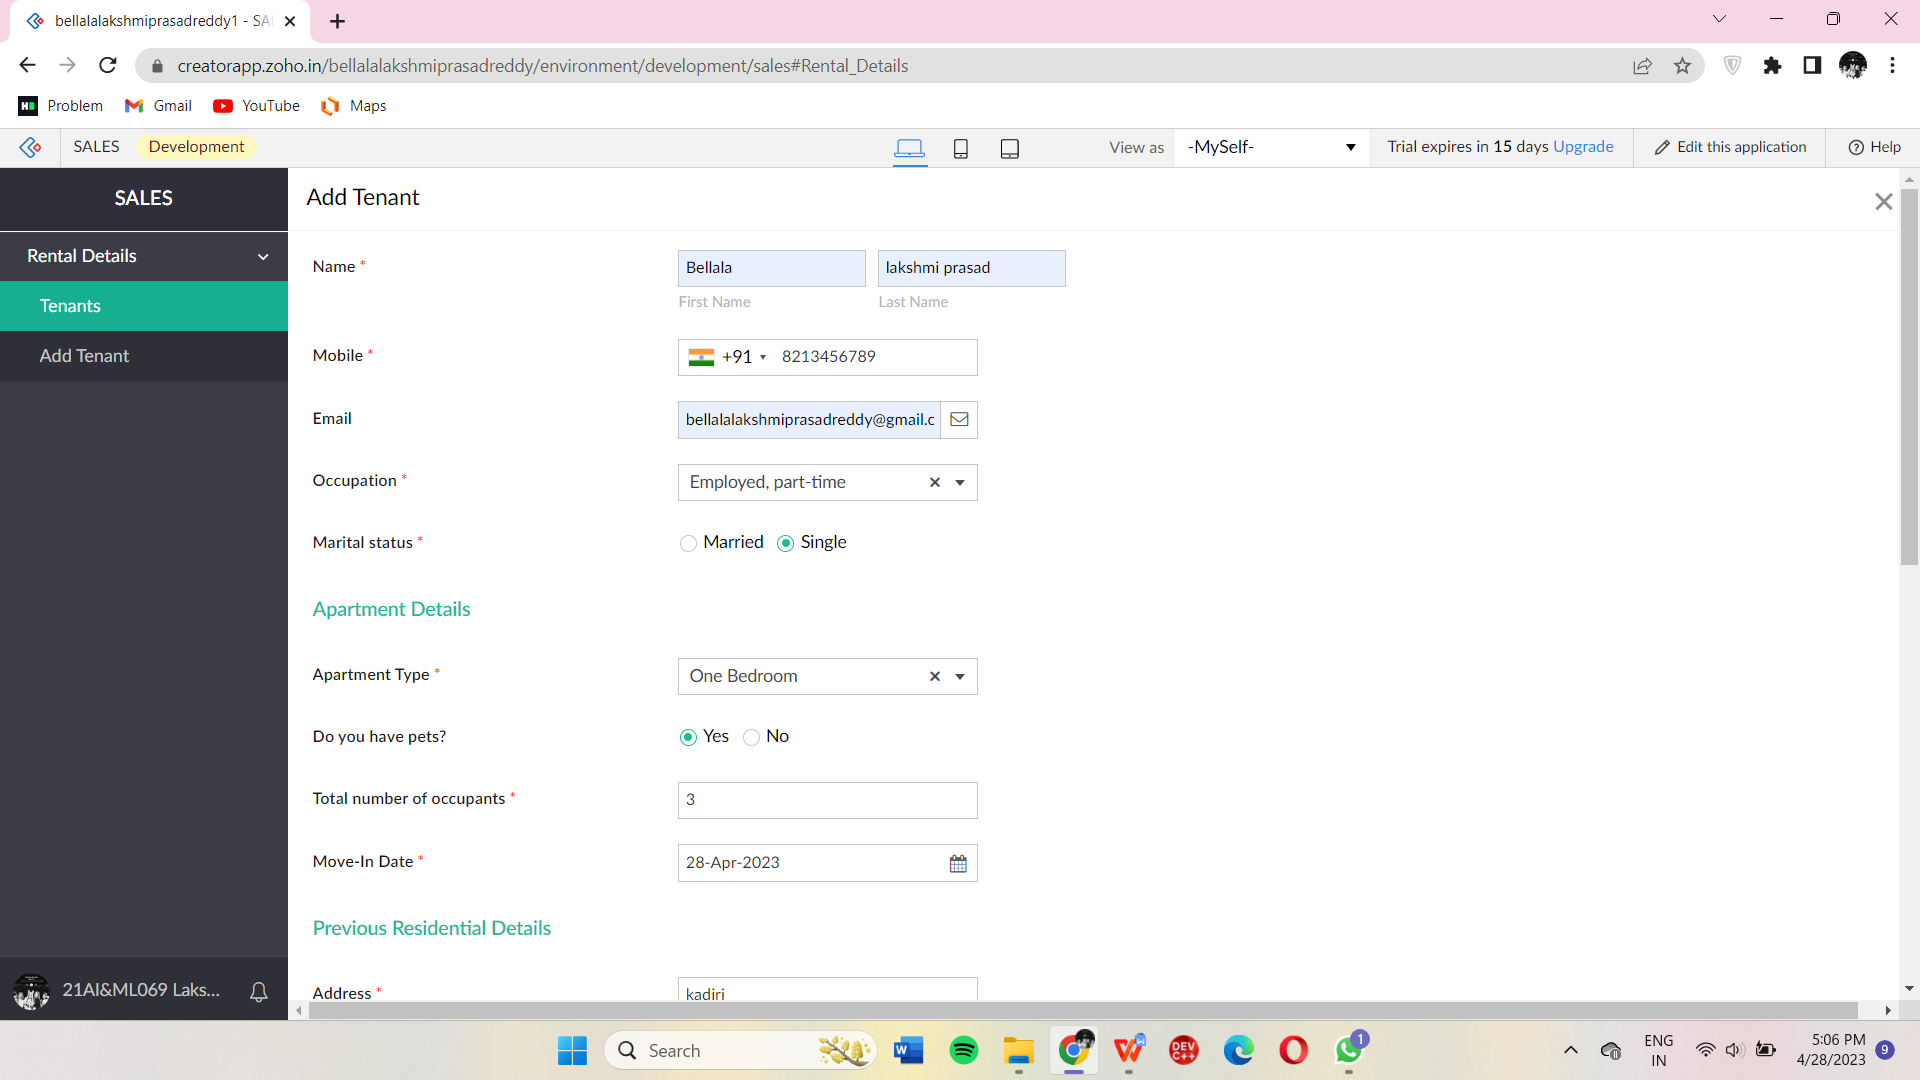 bellalalakshmiprasadreddy1 - SA
creatorapp.zoho.in/bellalalakshmiprasadreddy/environment/development/sales#Rental_Details
Problem Gmail YouTube Maps
SALES Development View as -MySelf- Trial expires in 15 days Upgrade Edit this application Help
SALES
Rental Details
Tenants
Add Tenant
21AI&ML069 Laks...
Add Tenant
Name * Bellala lakshmi prasad
First Name Last Name
Mobile * +91 8213456789
Email bellalalakshmiprasadreddy@gmail.c
Occupation * Employed, part-time
Marital status * Married Single
Apartment Details
Apartment Type * One Bedroom
Do you have pets? Yes No
Total number of occupants * 3
Move-In Date * 28-Apr-2023
Previous Residential Details
Address * kadiri
Search W DEV C++ 1 ENG IN 5:06 PM 9
4/28/2023